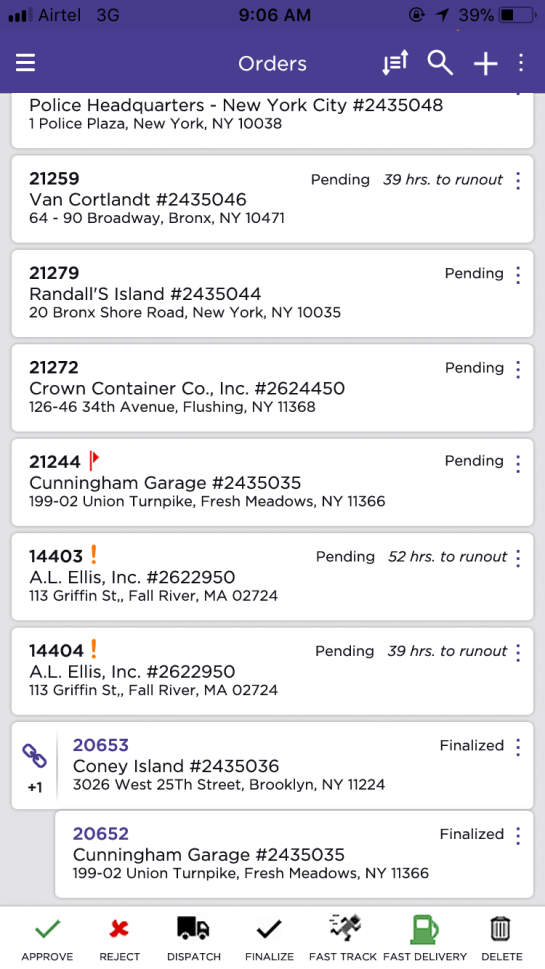 Airtel 3G 9:06 AM 39%
Orders
Police Headquarters - New York City #2435048
1 Police Plaza, New York, NY 10038
21259 Pending 39 hrs. to runout
Van Cortlandt #2435046
64 - 90 Broadway, Bronx, NY 10471
21279 Pending
Randall'S Island #2435044
20 Bronx Shore Road, New York, NY 10035
21272 Pending
Crown Container Co., Inc. #2624450
126-46 34th Avenue, Flushing, NY 11368
21244 Pending
Cunningham Garage #2435035
199-02 Union Turnpike, Fresh Meadows, NY 11366
14403 Pending 52 hrs. to runout
A.L. Ellis, Inc. #2622950
113 Griffin St,, Fall River, MA 02724
14404 Pending 39 hrs. to runout
A.L. Ellis, Inc. #2622950
113 Griffin St,, Fall River, MA 02724
20653 Finalized
Coney Island #2435036
+1 3026 West 25Th Street, Brooklyn, NY 11224
20652 Finalized
Cunningham Garage #2435035
199-02 Union Turnpike, Fresh Meadows, NY 11366
APPROVE REJECT DISPATCH FINALIZE FAST TRACK FAST DELIVERY DELETE